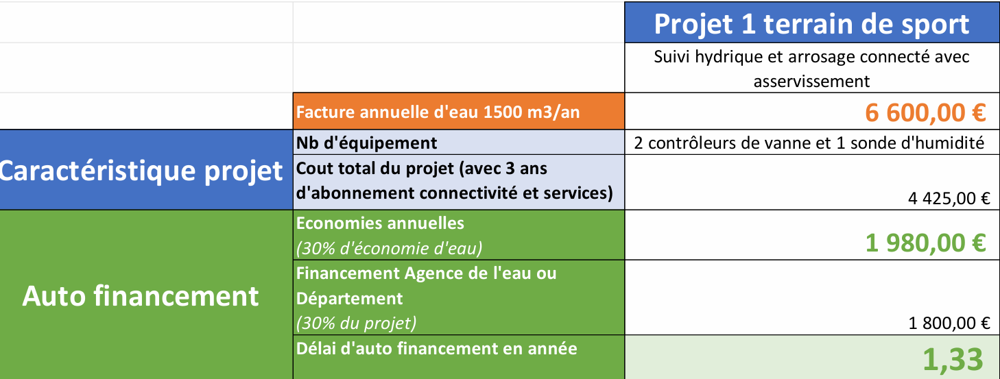 Projet 1 terrain de sport
Suivi hydrique et arrosage connecté avec
asservissement
Facture annuelle d'eau 1500 m3/an
6 600,00 €
Caractéristique projet
Nb d'équipement
2 contrôleurs de vanne et 1 sonde d'humidité
Cout total du projet (avec 3 ans
d'abonnement connectivité et services)
4 425,00 €
Auto financement
Economies annuelles
(30% d'économie d'eau)
1 980,00 €
Financement Agence de l'eau ou
Département
(30% du projet)
1 800,00 €
Délai d'auto financement en année
1,33